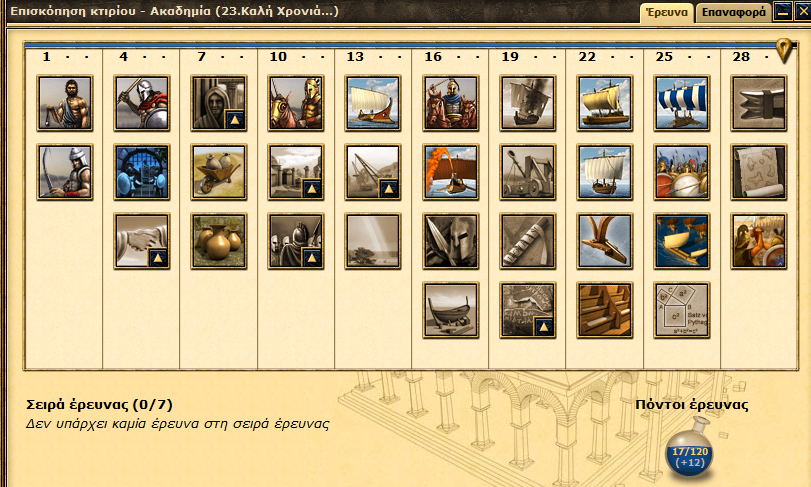 Επισκόπηση κτιρίου - Ακαδημία (23.Καλή Χρονιά...)
Έρευνα
Επαναφορά
1 4 7 10 13 16 19 22 25 28
Σειρά έρευνας (0/7)
Δεν υπάρχει καμία έρευνα στη σειρά έρευνας
Πόντοι έρευνας
17/120
(+12)